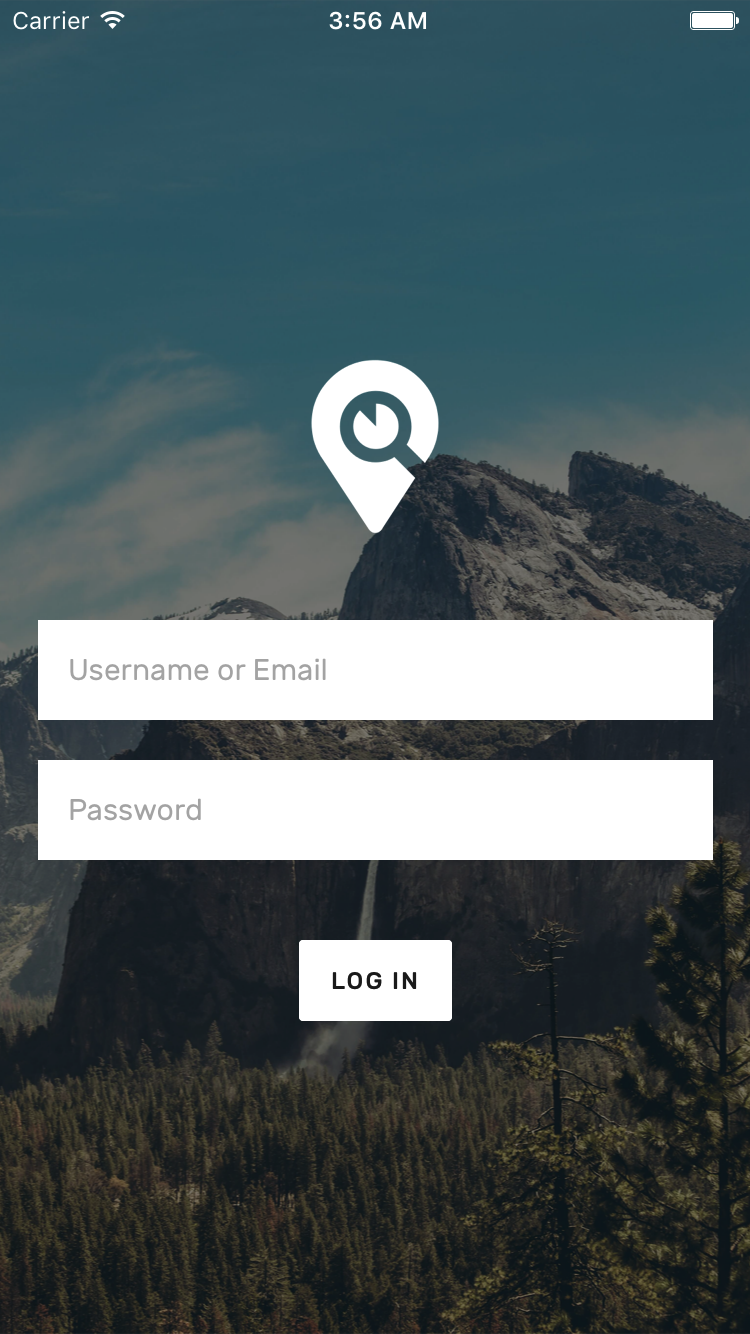 Carrier 3:56 AM
Username or Email
Password
LOG IN